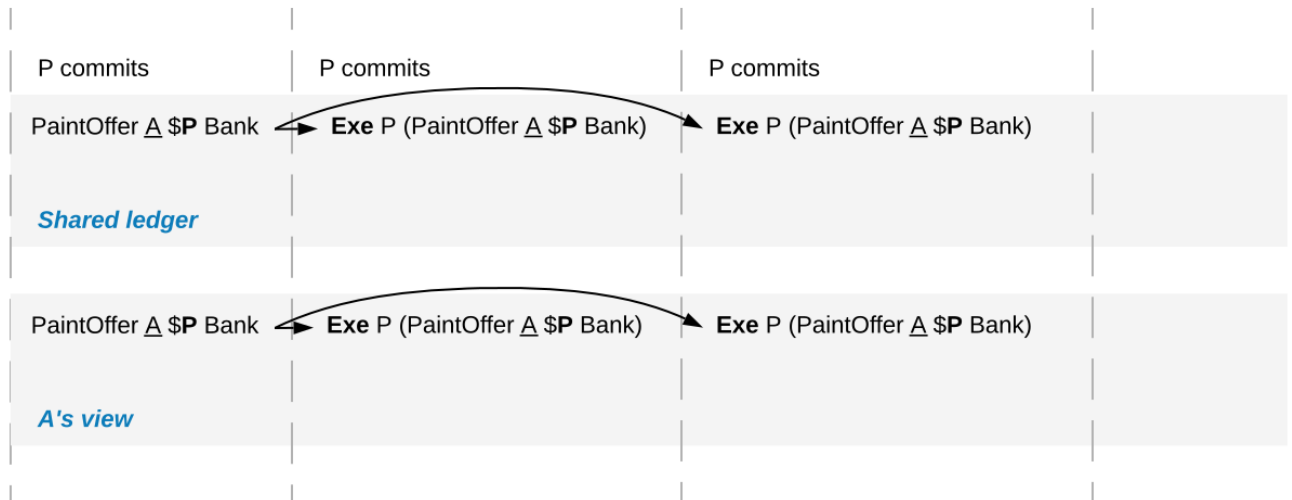 P commits P commits P commits
PaintOffer A $P Bank Exe P (PaintOffer A $P Bank) Exe P (PaintOffer A $P Bank)
Shared ledger
PaintOffer A $P Bank Exe P (PaintOffer A $P Bank) Exe P (PaintOffer A $P Bank)
A's view